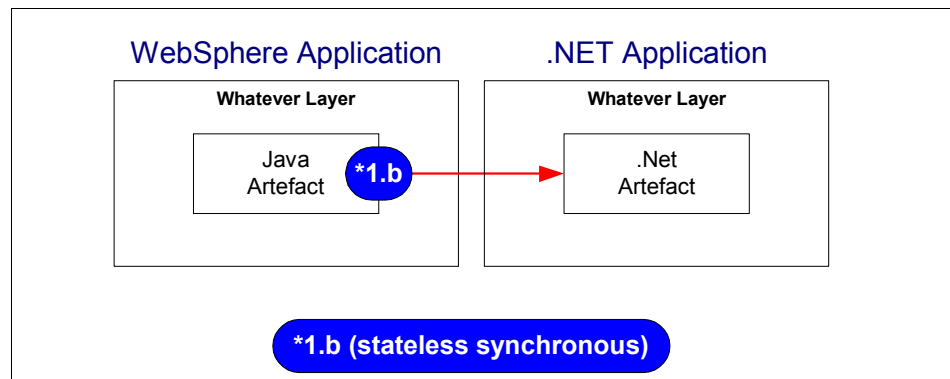 WebSphere Application
.NET Application
Whatever Layer
Whatever Layer
Java
Artefact
*1.b
.Net
Artefact
*1.b (stateless synchronous)